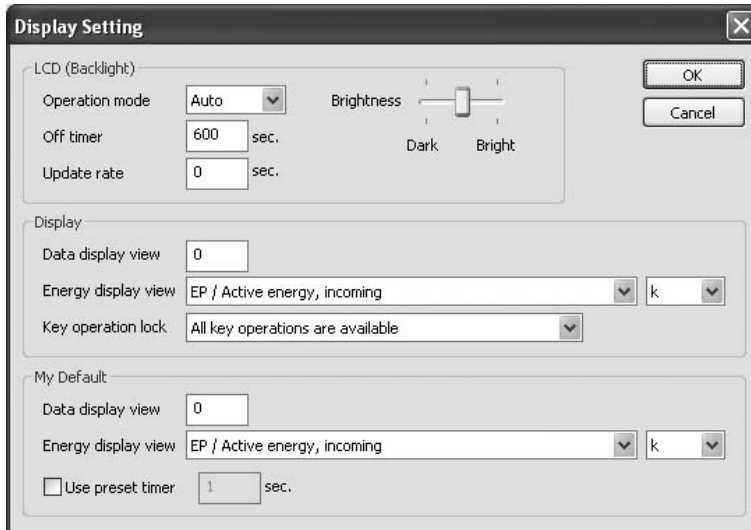 Display Setting
LCD (Backlight)
OK
Operation mode Auto Brightness
Cancel
Off timer 600 sec.
Dark Bright
Update rate 0 sec.
Display
Data display view 0
Energy display view EP / Active energy, incoming k
Key operation lock All key operations are available
My Default
Data display view 0
Energy display view EP / Active energy, incoming k
Use preset timer 1 sec.